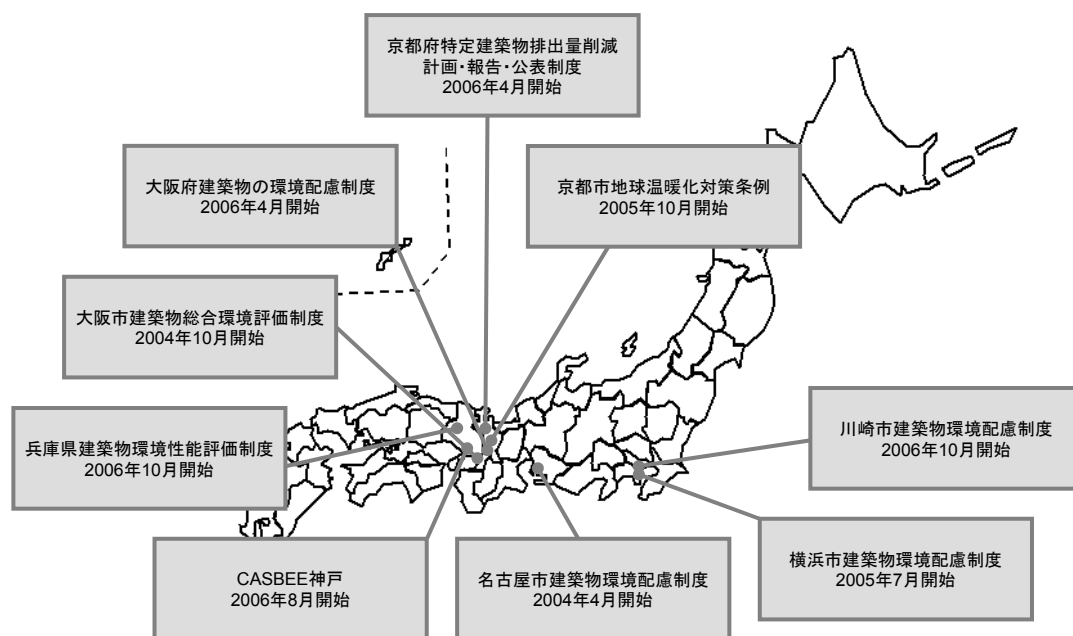 京都府特定建築物排出量削減
計画・報告・公表制度
2006年4月開始
大阪府建築物の環境配慮制度
2006年4月開始
京都市地球温暖化対策条例
2005年10月開始
大阪市建築物総合環境評価制度
2004年10月開始
兵庫県建築物環境性能評価制度
2006年10月開始
川崎市建築物環境配慮制度
2006年10月開始
CASBEE神戸
2006年8月開始
名古屋市建築物環境配慮制度
2004年4月開始
横浜市建築物環境配慮制度
2005年7月開始